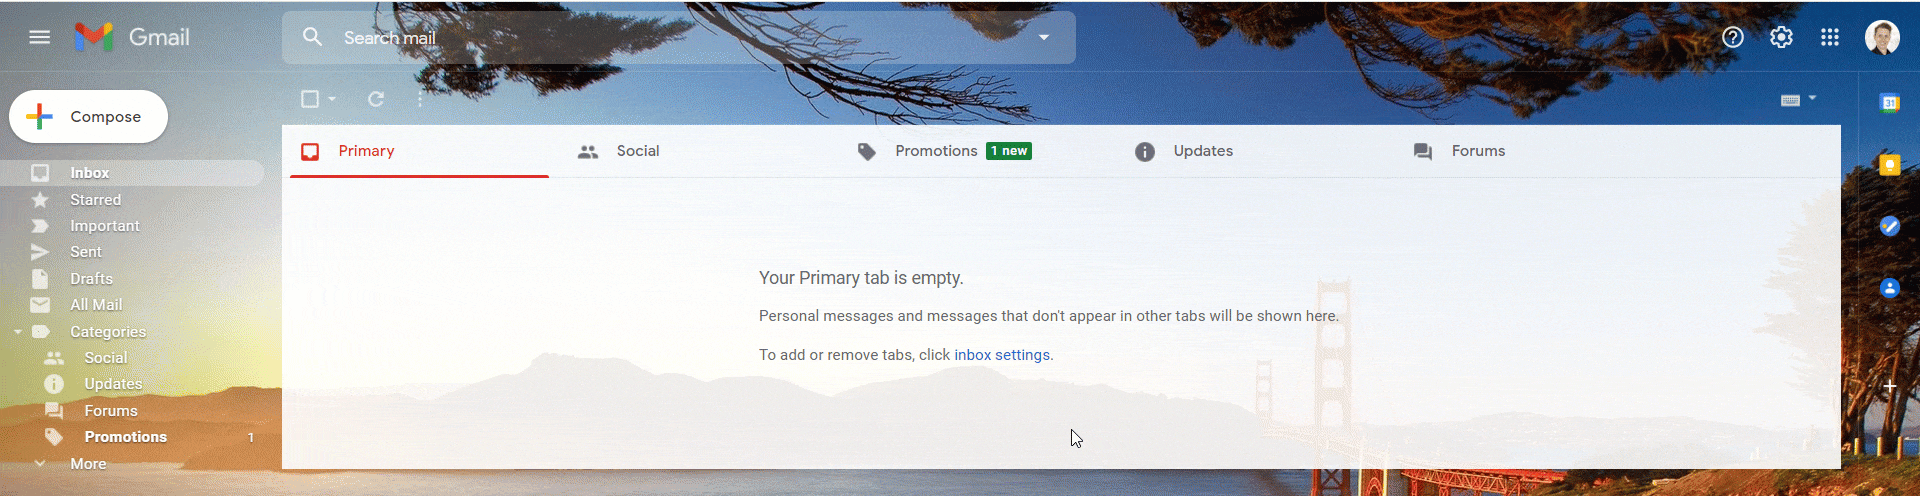 Gmail
Search mail
Compose
Inbox
Starred
Important
Sent
Drafts
All Mail
Categories
Social
Updates
Forums
Promotions 1
More
Primary Social Promotions 1 new Updates Forums
Your Primary tab is empty.
Personal messages and messages that don't appear in other tabs will be shown here.
To add or remove tabs, click inbox settings.
31